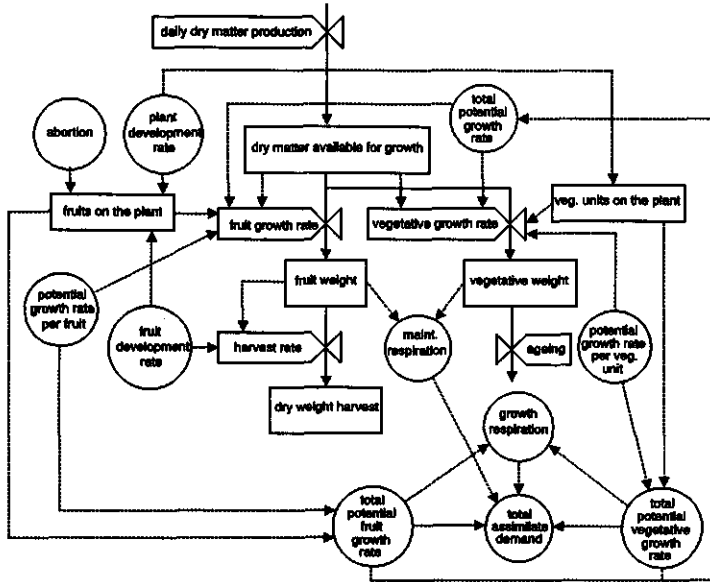 daily dry matter production
abortion
plant
development
rate
total
potential
growth
rate
dry matter available for growth
fruits on the plant
fruit growth rate
vegetative growth rate
veg. units on the plant
potential
growth rate
per fruit
fruit weight
vegetative weight
fruit
development
rate
harvest rate
maint.
respiration
ageing
potential
growth rate
per veg.
unit
dry weight harvest
growth
respiration
total
potential
fruit
growth
rate
total
assimilate
demand
total
potential
vegetative
growth
rate